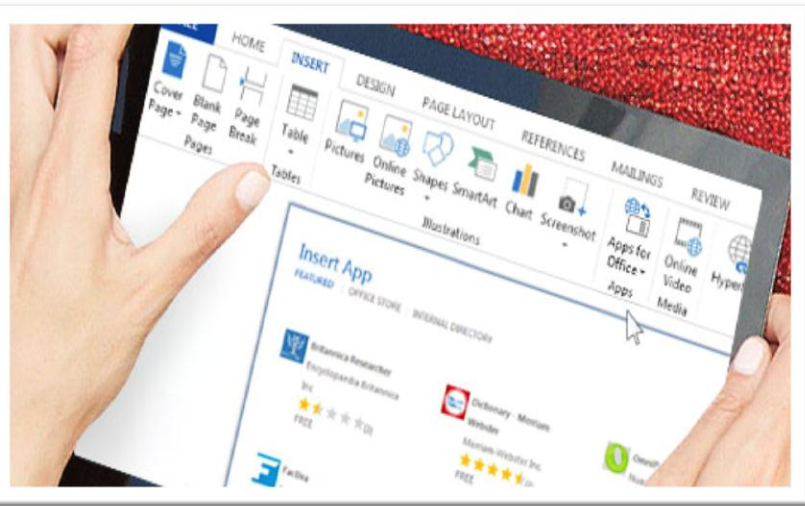 HOME
INSERT
DESIGN
PAGE LAYOUT
REFERENCES
MAILINGS
REVIEW
Cover
Page
Blank
Page
Page
Break
Pages
Table
Tables
Pictures
Online
Pictures
Shapes
SmartArt
Chart
Screenshot
Illustrations
Apps for
Office
Apps
Online
Video
Media
Insert App
FEATURED
OFFICE STORE
INTERNAL DIRECTORY
Britannica Researcher
Encyclopaedia Britannica
Inc
FREE
Dictionary - Merriam
Webster
Merriam-Webster Inc.
FREE
Factiva